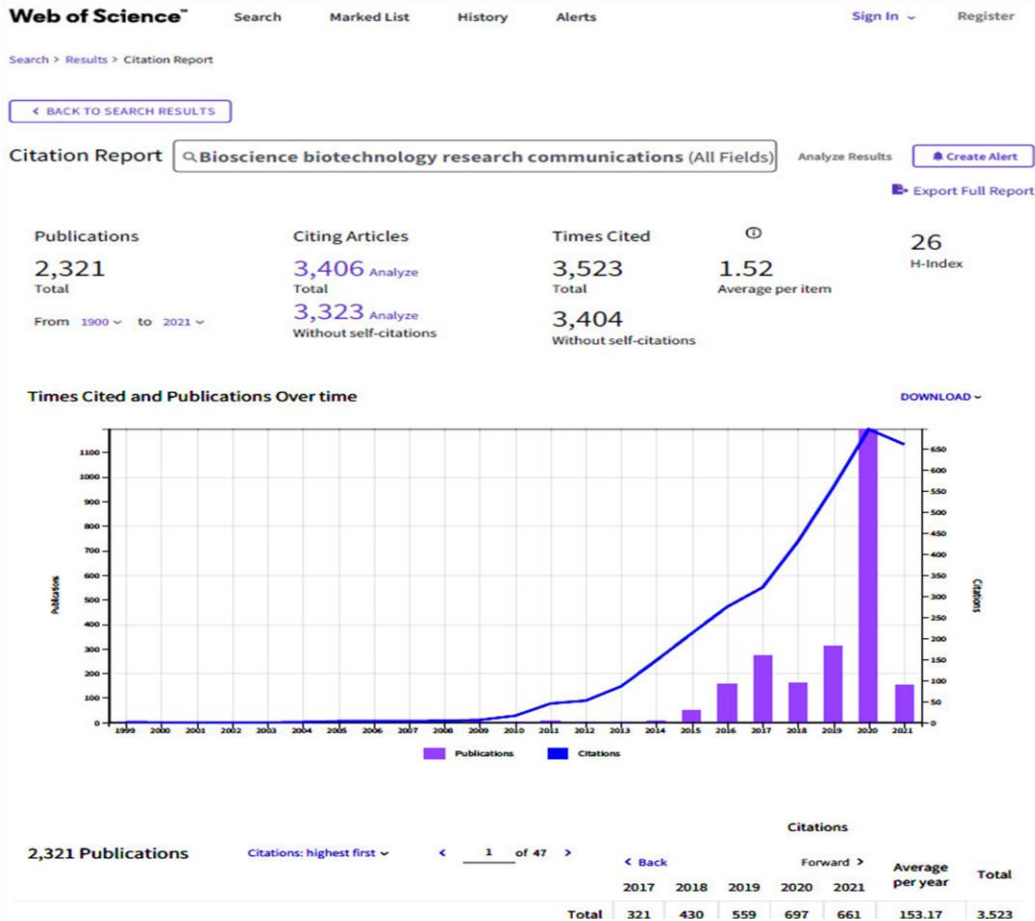 Web of Science™ Search Marked List History Alerts Sign In Register
Search > Results > Citation Report
< BACK TO SEARCH RESULTS
Citation Report Bioscience biotechnology research communications (All Fields) Analyze Results Create Alert
Export Full Report
Publications Citing Articles Times Cited
2,321 3,406 Analyze 3,523 1.52 26
Total Total Total Average per item H-Index
From 1900 to 2021 3,323 Analyze 3,404
Without self-citations Without self-citations
Times Cited and Publications Over time DOWNLOAD
1100 650
1000 600
900 550
800 500
700 450
600 400
500 350
400 300
300 250
200 200
100 150
0 100
50
0
Publications
Citations
1999 2000 2001 2002 2003 2004 2005 2006 2007 2008 2009 2010 2011 2012 2013 2014 2015 2016 2017 2018 2019 2020 2021
Publications Citations
Citations
2,321 Publications Citations: highest first < 1 of 47 > < Back Forward > Average per year Total
2017 2018 2019 2020 2021
Total 321 430 559 697 661 153.17 3,523